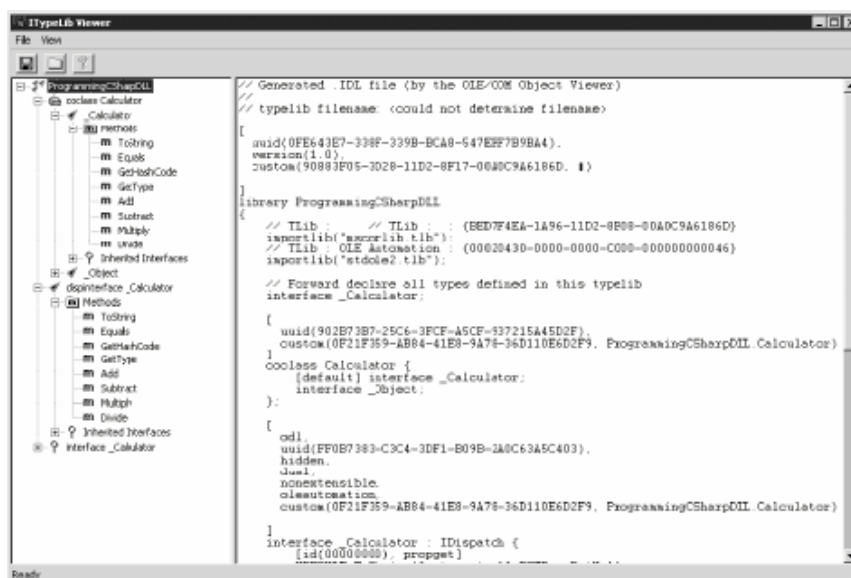 ITypeLib Viewer
File View
ProgrammingCSharpDLL
coclass Calculator
_Calculator
Methods
ToString
Equals
GetHashCode
GetType
Add
Subtract
Multiply
Divide
Inherited Interfaces
_Object
dispinterface _Calculator
Methods
ToString
Equals
GetHashCode
GetType
Add
Subtract
Multiply
Divide
Inherited Interfaces
interface _Calculator
// Generated .IDL file (by the OLE/COM Object Viewer)
//
// typelib filename: <could not determine filename>
[
uuid(0FE643E7-338F-339B-BCA8-547EFF7B9BA4),
version(1.0),
custom(90883F05-3D28-11D2-8F17-00A0C9A6186D,
]
library ProgrammingCSharpDLL
{
// TLib : // TLib : : {BED7F4EA-1A96-11D2-8F08-00A0C9A6186D}
importlib("mscorlib.tlb");
// TLib : OLE Automation : {00020430-0000-0000-C000-000000000046}
importlib("stdole2.tlb");
// Forward declare all types defined in this typelib
interface _Calculator;
[
uuid(902B73B7-25C6-3FCF-A5CF-937215A45D2F),
custom(0F21F359-AB84-41E8-9A78-36D110E6D2F9, ProgrammingCSharpDLL.Calculator)
]
coclass Calculator {
[default] interface _Calculator;
interface _Object;
};
[
odl,
uuid(FF0B7383-C3C4-3DF1-B09B-2A0C63A5C403),
hidden,
dual,
nonextensible,
oleautomation,
custom(0F21F359-AB84-41E8-9A78-36D110E6D2F9, ProgrammingCSharpDLL.Calculator)
]
interface _Calculator : IDispatch {
[id(00000000), propget]
Ready